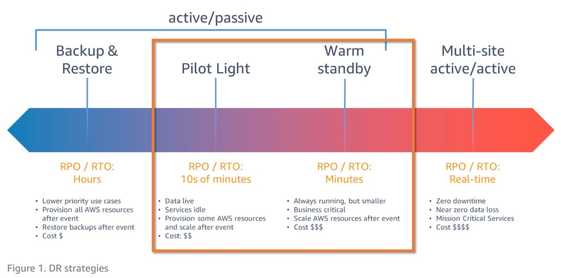 active/passive
Backup &
Restore
Pilot Light
Warm
standby
Multi-site
active/active
RPO / RTO:
Hours
RPO / RTO:
10s of minutes
RPO / RTO:
Minutes
RPO / RTO:
Real-time
• Lower priority use cases
• Provision all AWS resources
after event
• Restore backups after event
• Cost $
• Data live
• Services idle
• Provision some AWS resources
and scale after event
• Cost: $$
• Always running, but smaller
• Business critical
• Scale AWS resources after event
• Cost $$$
• Zero downtime
• Near zero data loss
• Mission Critical Services
• Cost $$$$
Figure 1. DR strategies